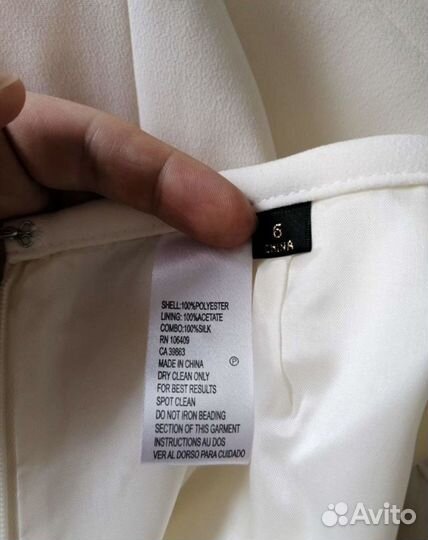 6
CHINA
SHELL:100%POLYESTER
LINING: 100%ACETATE
COMBO:100%SILK
RN 106409
CA 39863
MADE IN CHINA Ⓟ
DRY CLEAN ONLY
FOR BEST RESULTS
SPOT CLEAN
DO NOT IRON BEADING
SECTION OF THIS GARMENT
INSTRUCTIONS AU DOS
VER AL DORSO PARA CUIDADO
Avito